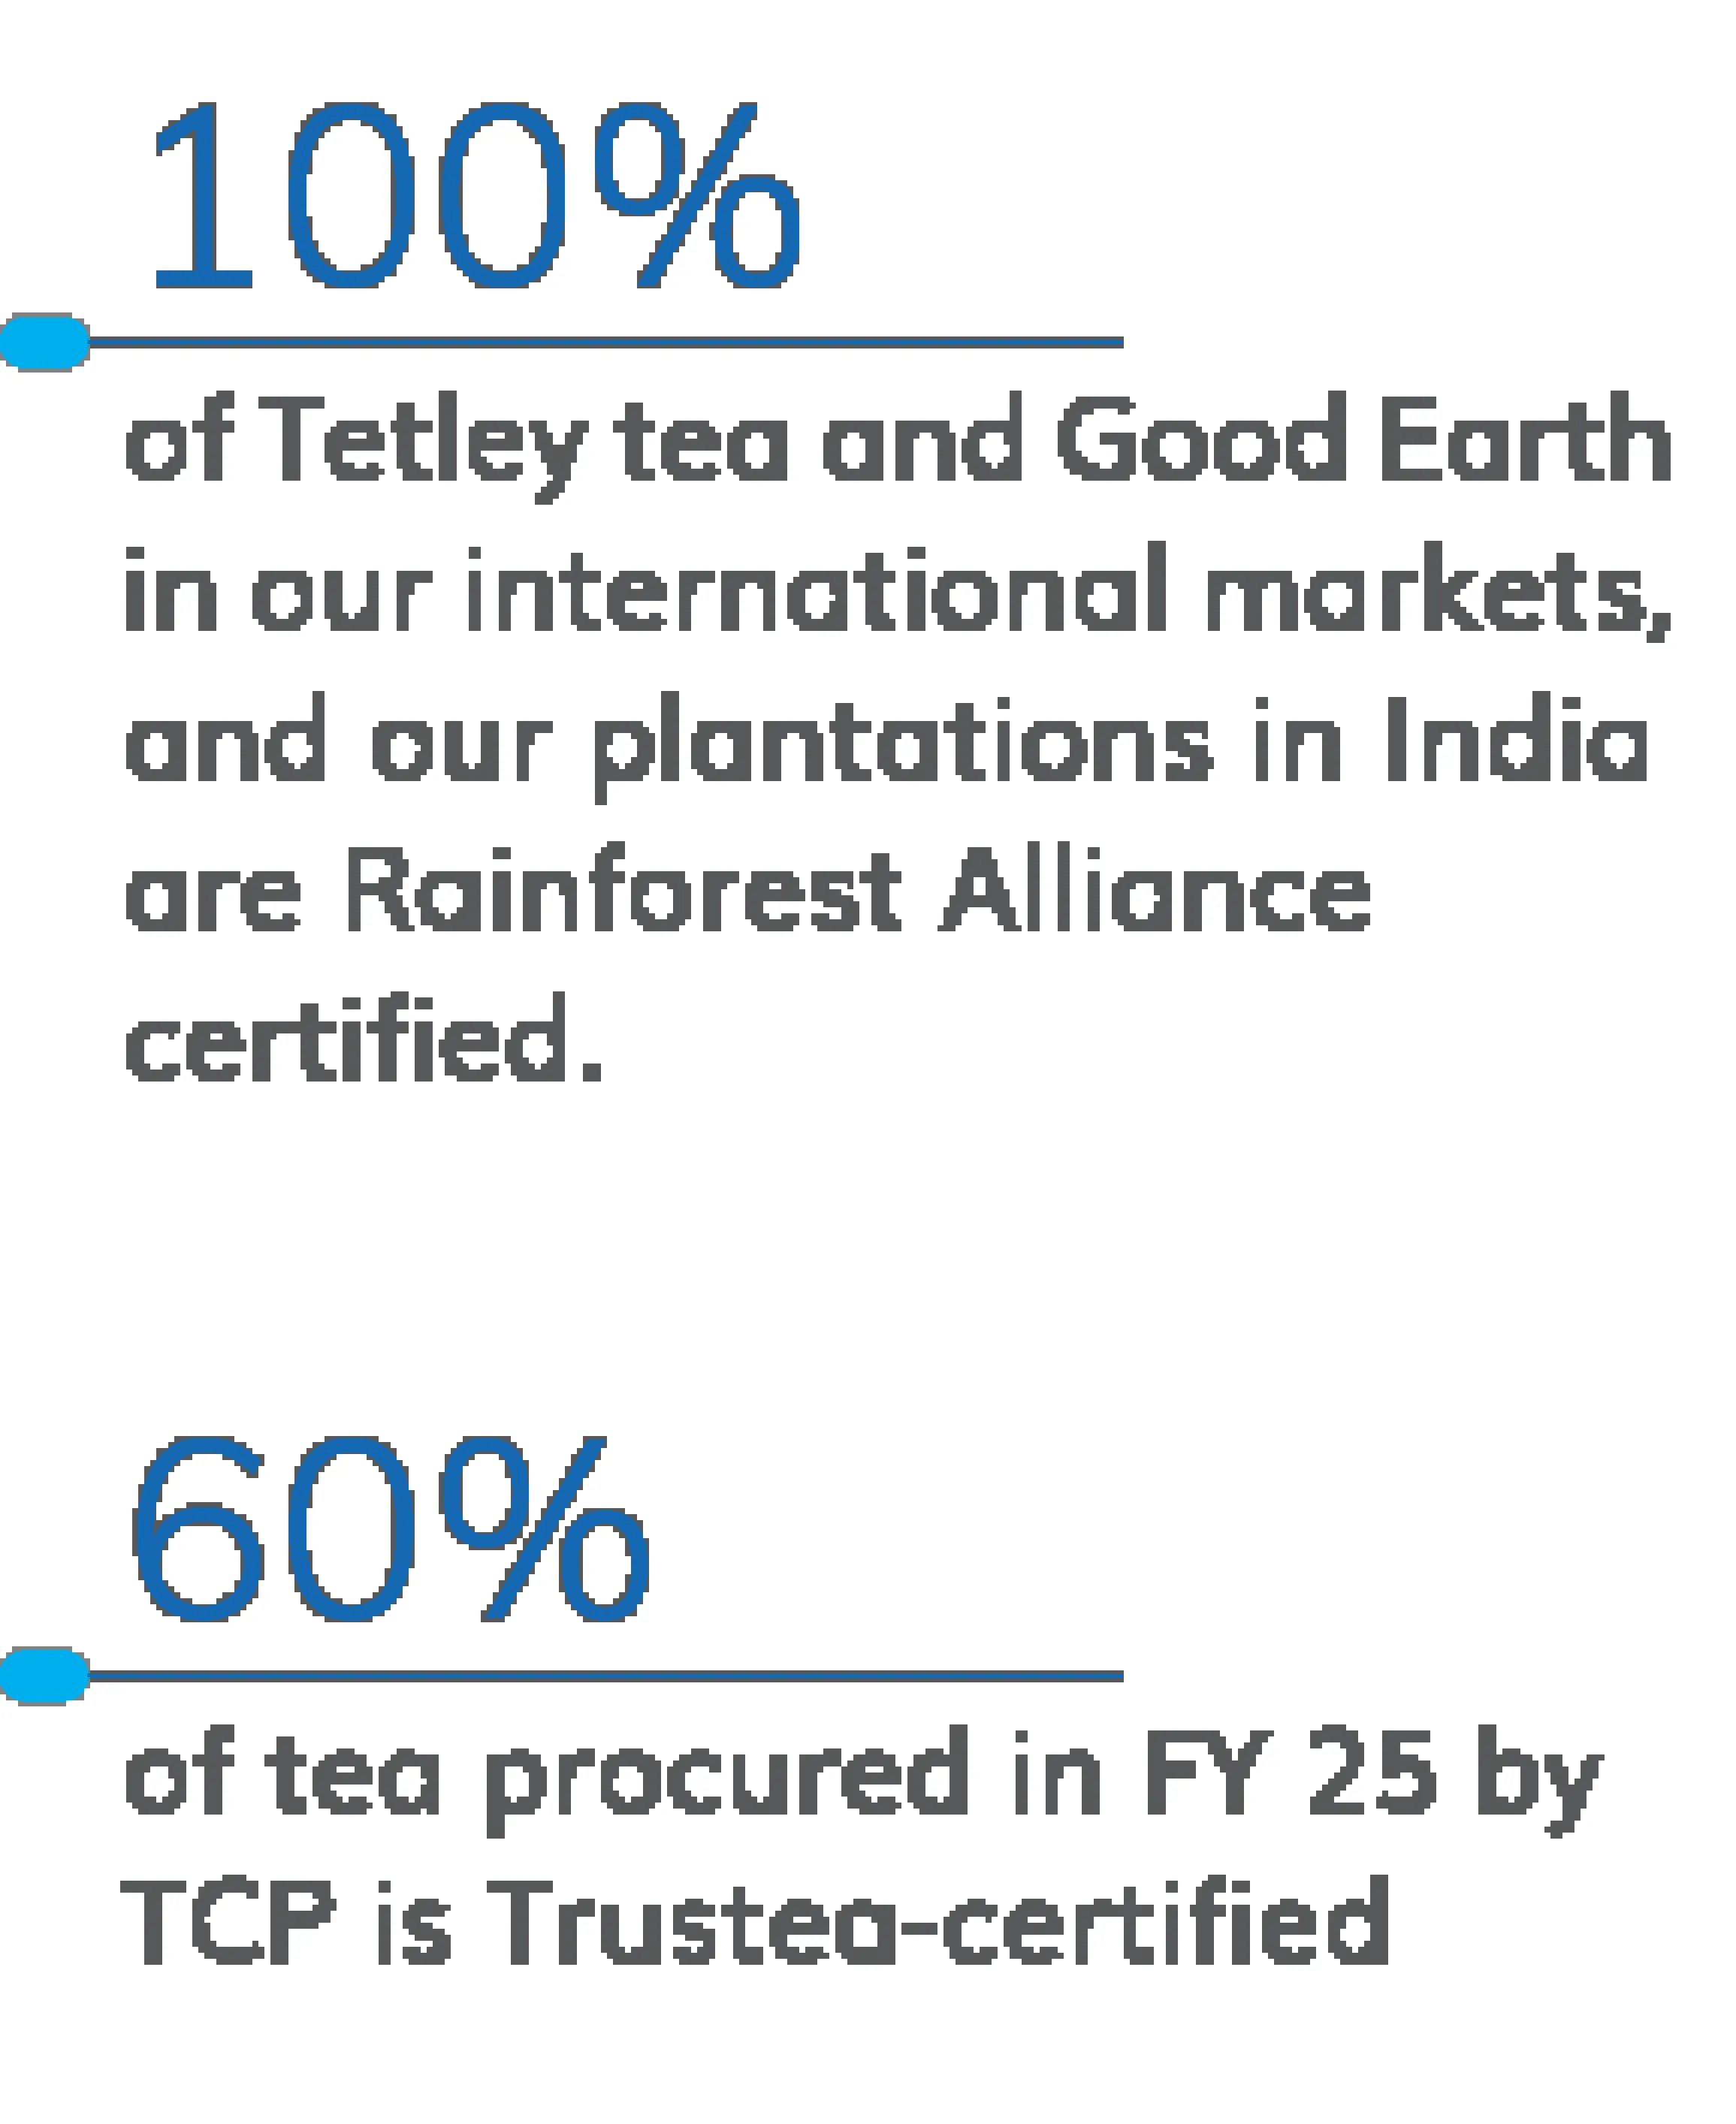 100%
of Tetley tea and Good Earth
in our international markets,
and our plantations in India
are Rainforest Alliance
certified.
60%
of tea procured in FY 25 by
TCP is Trustea-certified